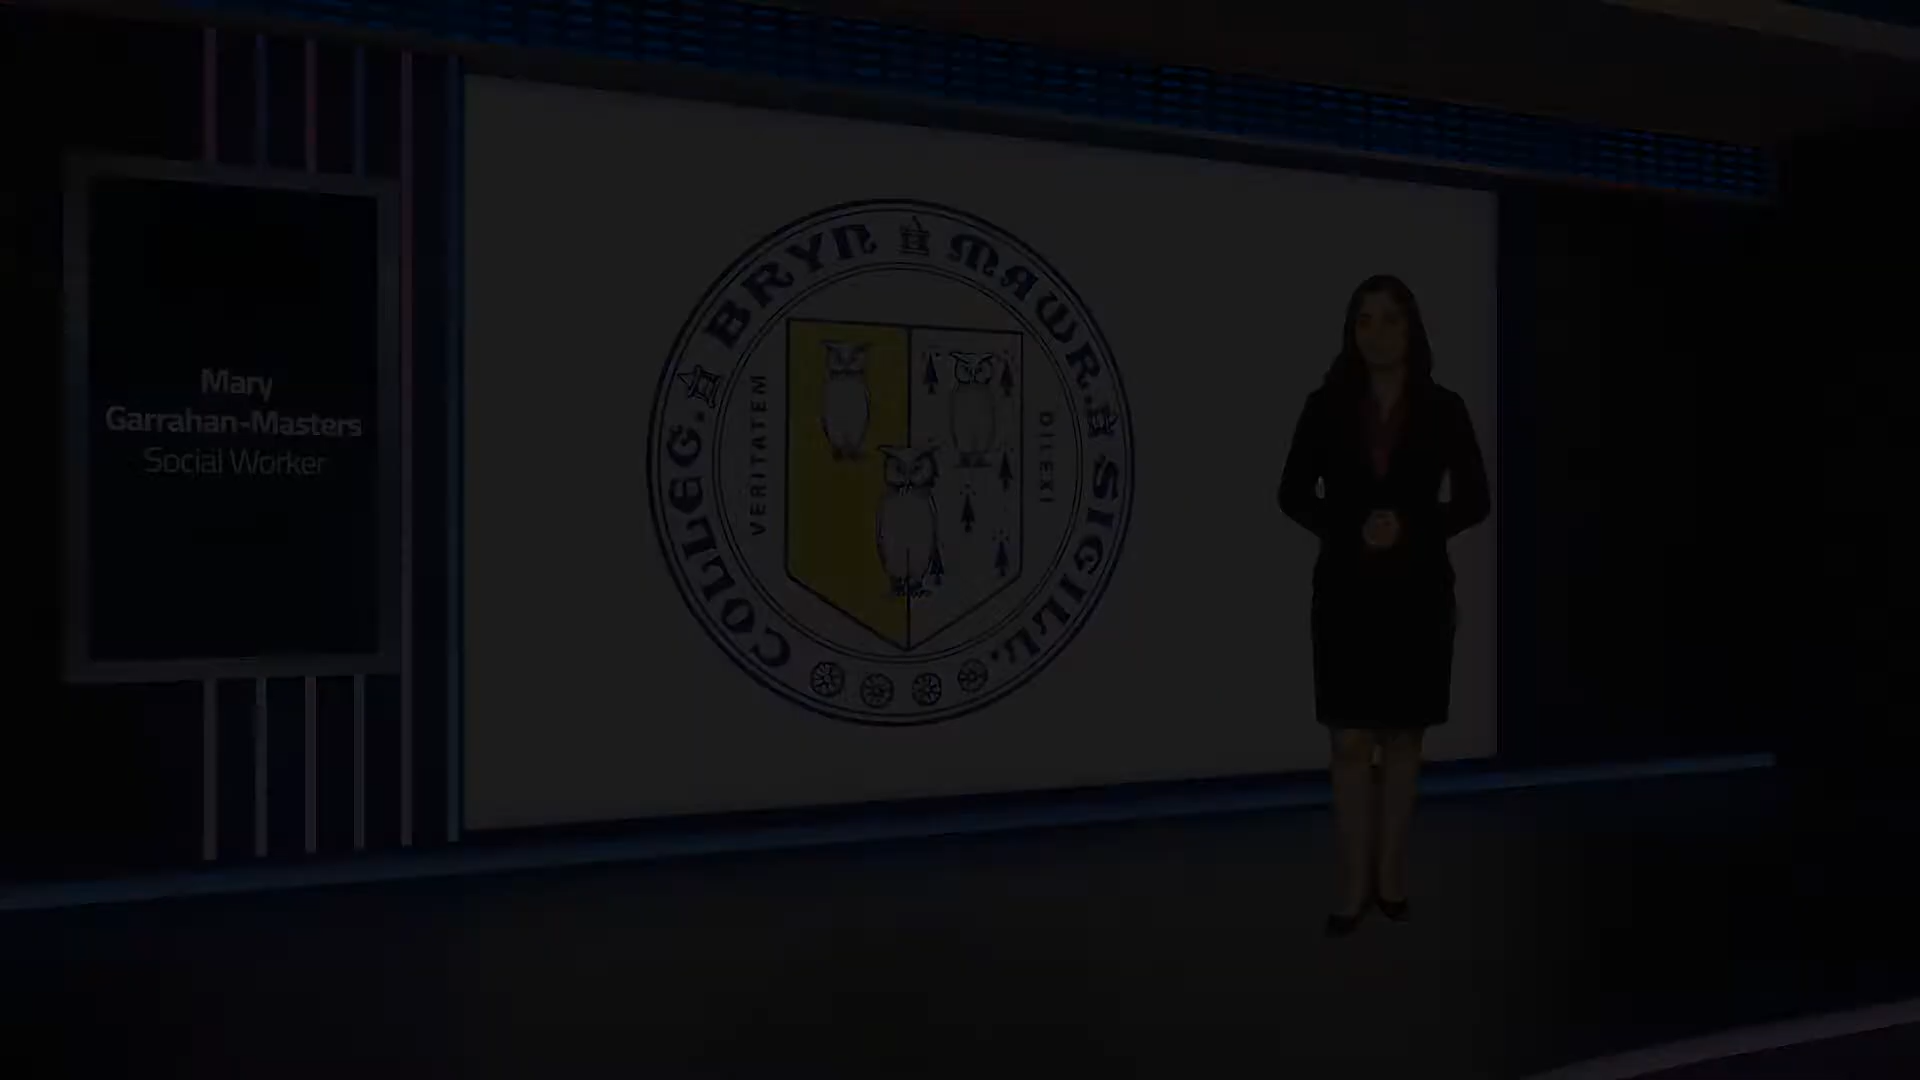 Mary
Garrahan-Masters
Social Worker
COLLEG. BRYN MAWR. SIGILL.
VERITATEM
DILEXI